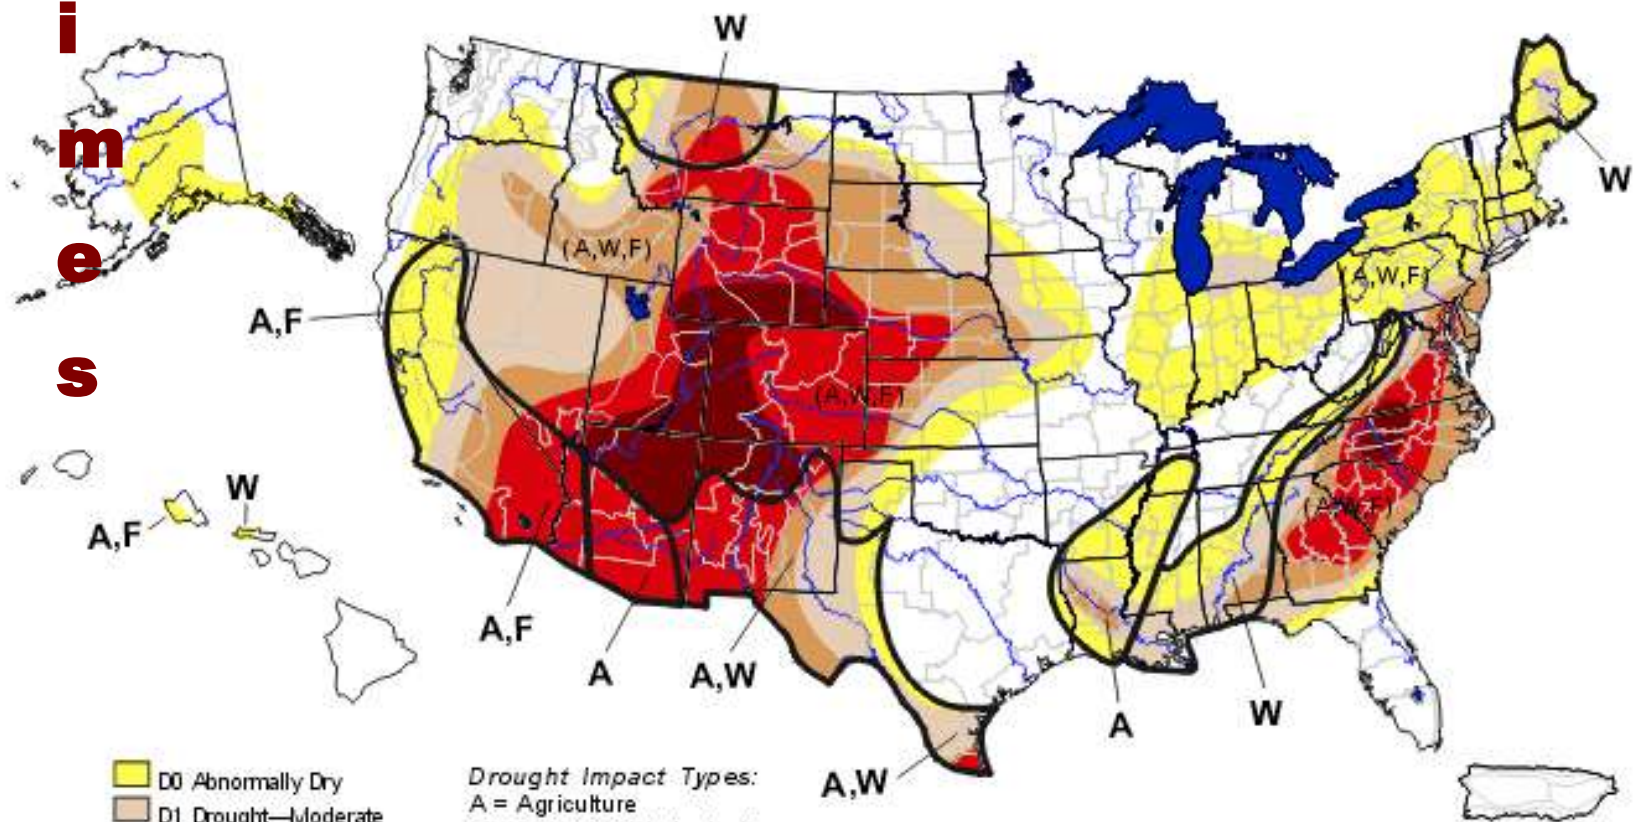 i
m
e
s
W
W
(A,W,F)
(A,W,F)
A,F
(A,W,F)
W
A,F
(A,W,F)
A,F
A
A,W
A
W
A,W
D0 Abnormally Dry
D1 Drought—Moderate
Drought Impact Types:
A = Agriculture